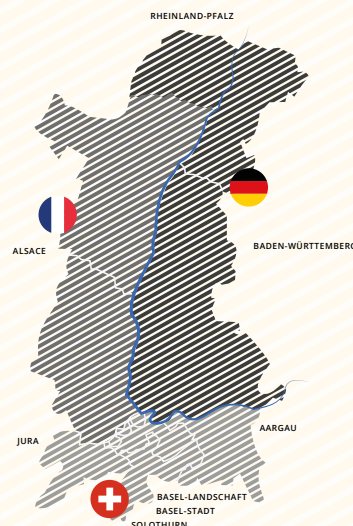 RHEINLAND-PFALZ
ALSACE
BADEN-WÜRTTEMBERG
JURA
AARGAU
BASEL-LANDSCHAFT
BASEL-STADT
SOLOTHURN